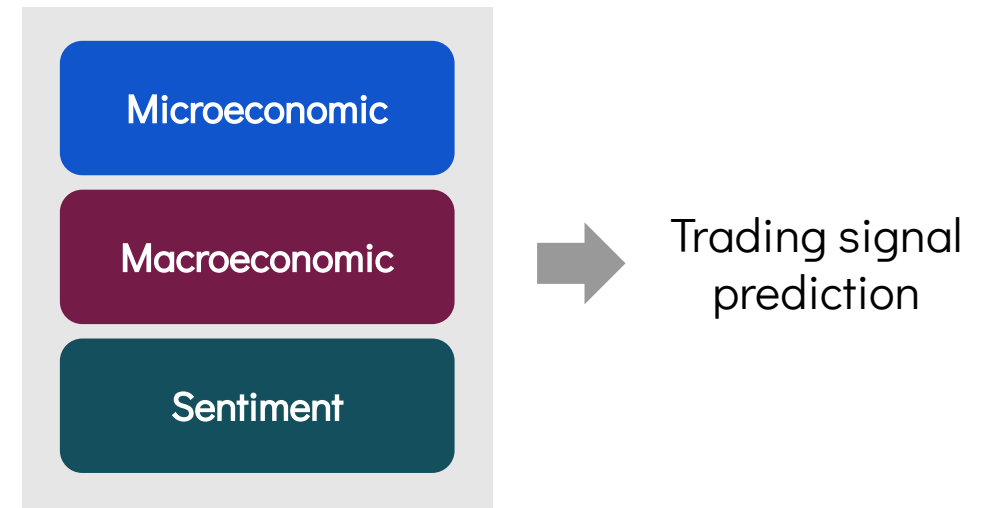 Microeconomic
Macroeconomic
Sentiment
Trading signal
prediction